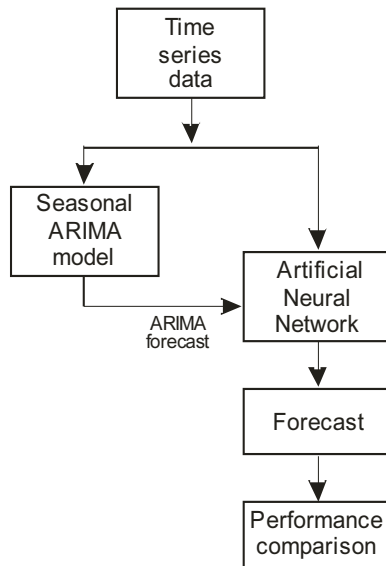 Time
series
data
Seasonal
ARIMA
model
ARIMA
forecast
Artificial
Neural
Network
Forecast
Performance
comparison